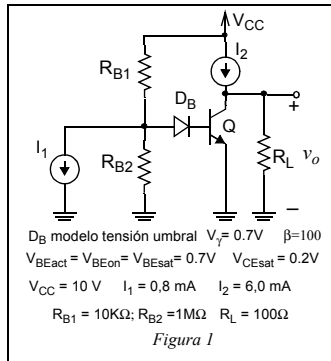 V_CC
I_2
R_B1
D_B
Q
+
I_1
R_B2
R_L
v_o
–
D_B modelo tensión umbral V_γ = 0.7V β=100
V_BEact = V_BEon = V_BEsat = 0.7V V_CEsat = 0.2V
V_CC = 10 V I_1 = 0,8 mA I_2 = 6,0 mA
R_B1 = 10KΩ; R_B2 =1MΩ R_L = 100Ω
Figura 1